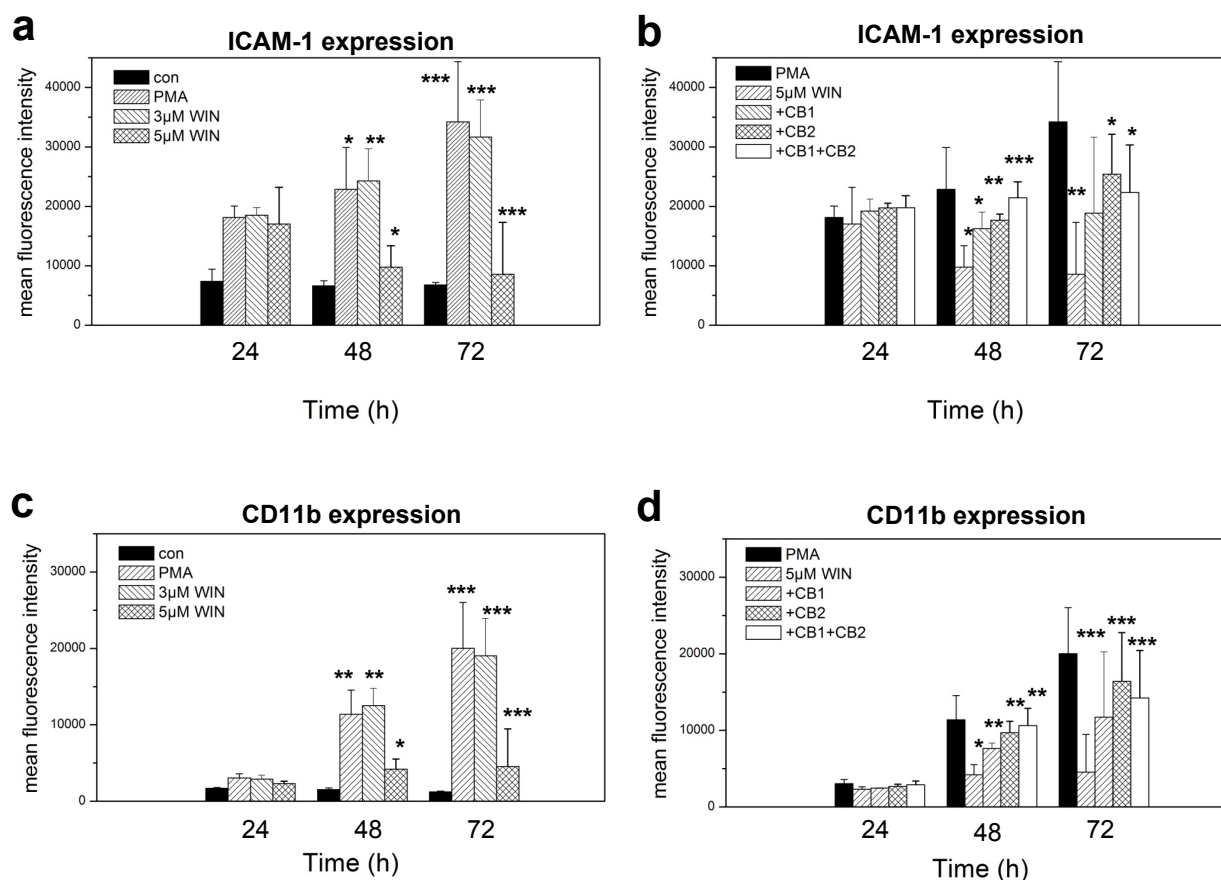 a
ICAM-1 expression
mean fluorescence intensity
40000
30000
20000
10000
0
con
PMA
3µM WIN
5µM WIN
*
**
*
***
***
***
24
48
72
Time (h)
b
ICAM-1 expression
mean fluorescence intensity
40000
30000
20000
10000
0
PMA
5µM WIN
+CB1
+CB2
+CB1+CB2
*
*
**
***
**
*
*
24
48
72
Time (h)
c
CD11b expression
mean fluorescence intensity
30000
20000
10000
0
con
PMA
3µM WIN
5µM WIN
**
**
*
***
***
***
24
48
72
Time (h)
d
CD11b expression
mean fluorescence intensity
30000
20000
10000
0
PMA
5µM WIN
+CB1
+CB2
+CB1+CB2
*
**
**
**
***
***
***
24
48
72
Time (h)